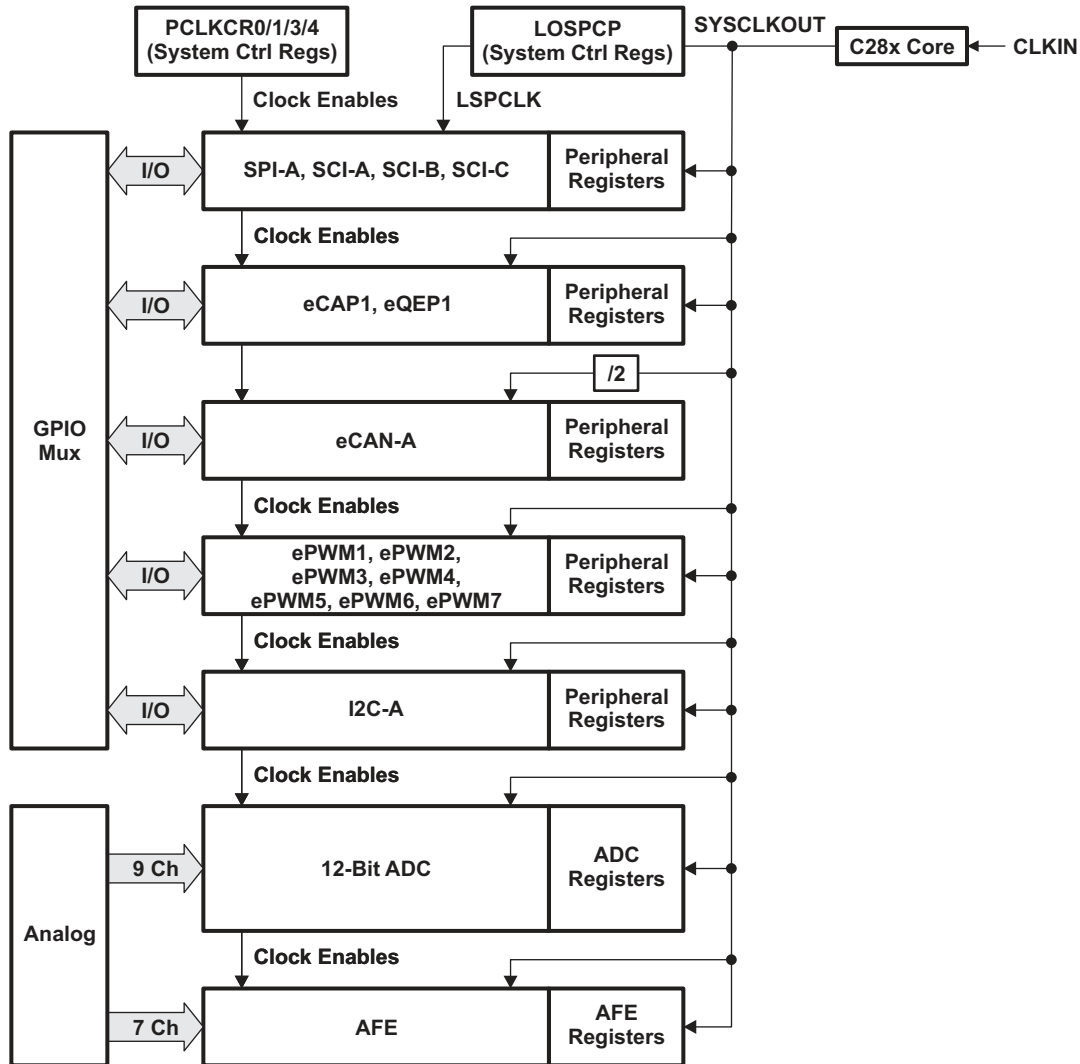 PCLKCR0/1/3/4
(System Ctrl Regs)
LOSPCP
(System Ctrl Regs)
SYSCLKOUT
C28x Core
CLKIN
Clock Enables
LSPCLK
I/O
SPI-A, SCI-A, SCI-B, SCI-C
Peripheral
Registers
Clock Enables
I/O
eCAP1, eQEP1
Peripheral
Registers
/2
GPIO
Mux
I/O
eCAN-A
Peripheral
Registers
Clock Enables
I/O
ePWM1, ePWM2,
ePWM3, ePWM4,
ePWM5, ePWM6, ePWM7
Peripheral
Registers
Clock Enables
I/O
I2C-A
Peripheral
Registers
Clock Enables
9 Ch
12-Bit ADC
ADC
Registers
Analog
Clock Enables
7 Ch
AFE
AFE
Registers